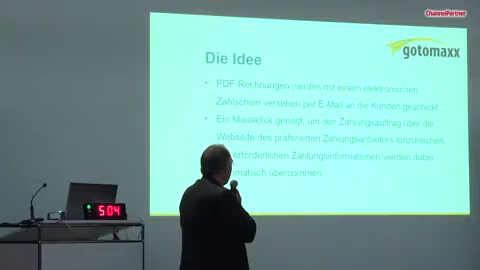 ChannelPartner
gotomaxx
Die Idee
• PDF Rechnungen werden mit einem elektronischen
Zahlschein versehen per E Mail an die Kunden geschickt
• Ein Mausklick genügt, um den Zahlungsauftrag über die
Webseite des präferierten Zahlungsanbieters einzureichen,
erforderlichen Zahlungsinformationen werden dabei
übernommen.
5:04